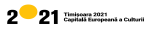 2021 Timișoara 2021
Capitală Europeană a Culturii